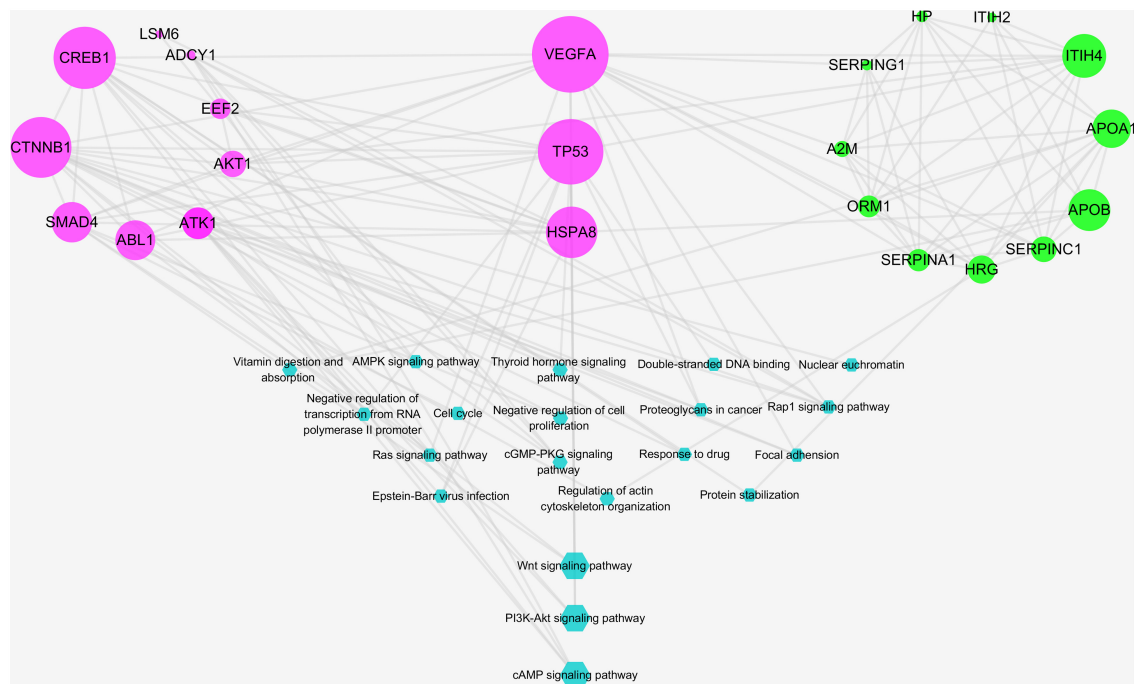 LSM6
ADCY1
CREB1
EEF2
CTNNB1
AKT1
SMAD4
ABL1
ATK1
VEGFA
TP53
HSPA8
HP
ITIH2
SERPING1
ITIH4
APOA1
A2M
ORM1
APOB
SERPINC1
SERPINA1
HRG
Vitamin digestion and
absorption
AMPK signaling pathway
Thyroid hormone signaling
pathway
Double-stranded DNA binding
Nuclear euchromatin
Negative regulation of
transcription from RNA
polymerase II promoter
Cell cycle
Negative regulation of cell
proliferation
Proteoglycans in cancer
Rap1 signaling pathway
Ras signaling pathway
cGMP-PKG signaling
pathway
Response to drug
Focal adhension
Epstein-Barr virus infection
Regulation of actin
cytoskeleton organization
Protein stabilization
Wnt signaling pathway
PI3K-Akt signaling pathway
cAMP signaling pathway